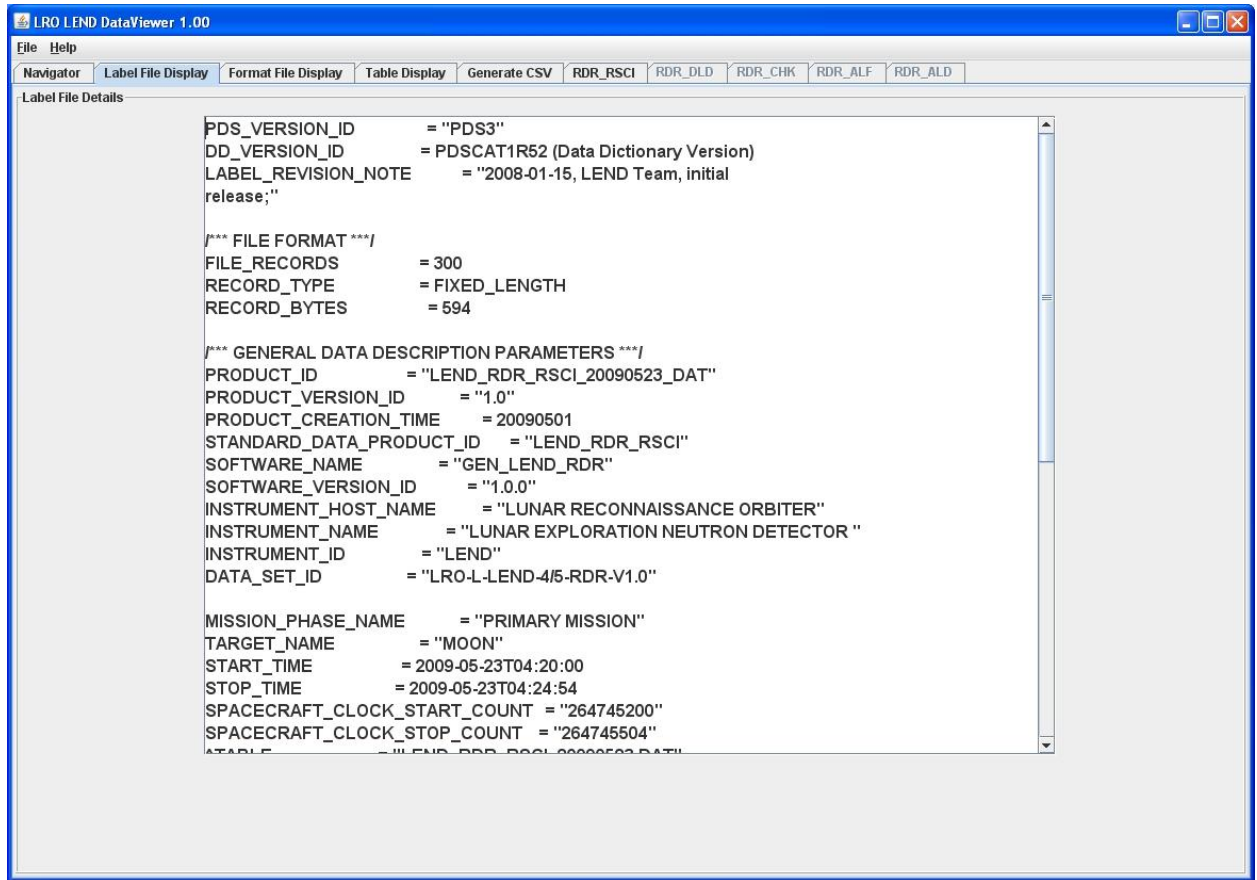 LRO LEND DataViewer 1.00
File Help
Navigator Label File Display Format File Display Table Display Generate CSV RDR_RSCI RDR_DLD RDR_CHK RDR_ALF RDR_ALD
Label File Details
PDS_VERSION_ID = "PDS3"
DD_VERSION_ID = PDSCAT1R52 (Data Dictionary Version)
LABEL_REVISION_NOTE = "2008-01-15, LEND Team, initial
release;"
/*** FILE FORMAT ***/
FILE_RECORDS = 300
RECORD_TYPE = FIXED_LENGTH
RECORD_BYTES = 594
/*** GENERAL DATA DESCRIPTION PARAMETERS ***/
PRODUCT_ID = "LEND_RDR_RSCI_20090523_DAT"
PRODUCT_VERSION_ID = "1.0"
PRODUCT_CREATION_TIME = 20090501
STANDARD_DATA_PRODUCT_ID = "LEND_RDR_RSCI"
SOFTWARE_NAME = "GEN_LEND_RDR"
SOFTWARE_VERSION_ID = "1.0.0"
INSTRUMENT_HOST_NAME = "LUNAR RECONNAISSANCE ORBITER"
INSTRUMENT_NAME = "LUNAR EXPLORATION NEUTRON DETECTOR "
INSTRUMENT_ID = "LEND"
DATA_SET_ID = "LRO-L-LEND-4/5-RDR-V1.0"
MISSION_PHASE_NAME = "PRIMARY MISSION"
TARGET_NAME = "MOON"
START_TIME = 2009-05-23T04:20:00
STOP_TIME = 2009-05-23T04:24:54
SPACECRAFT_CLOCK_START_COUNT = "264745200"
SPACECRAFT_CLOCK_STOP_COUNT = "264745504"